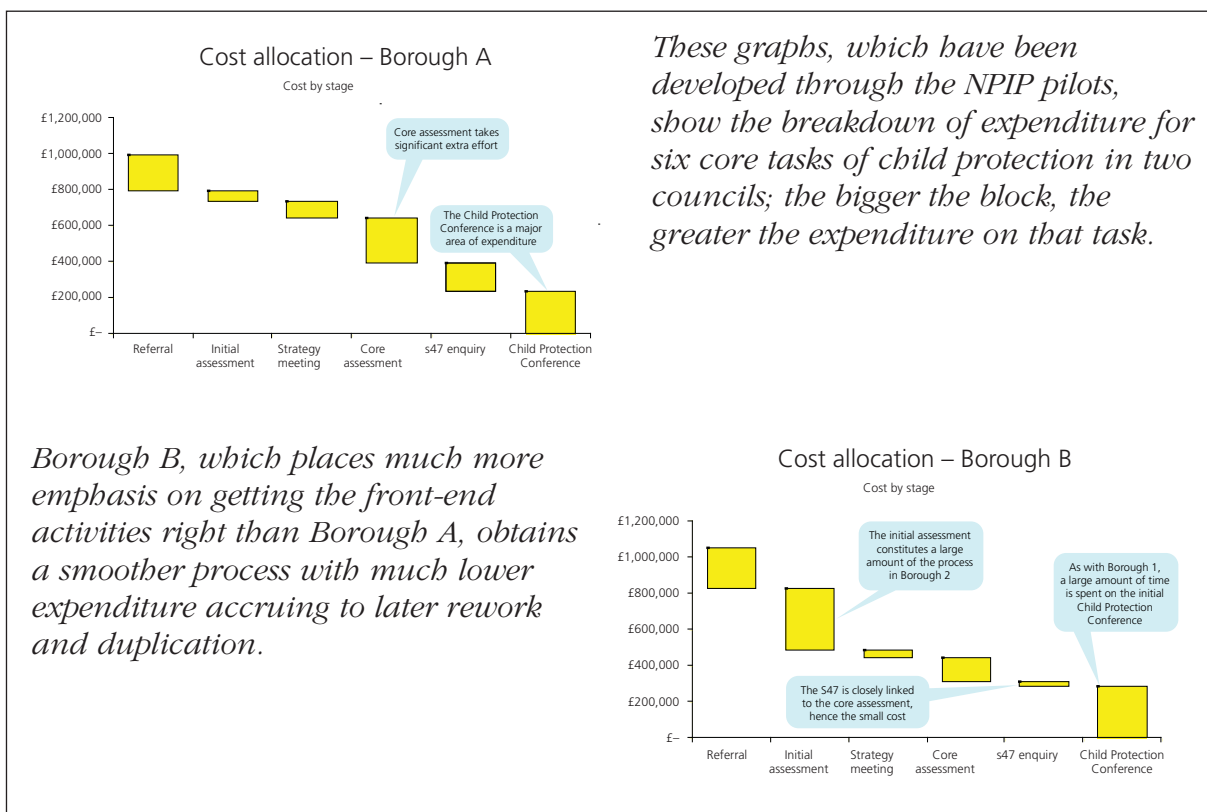 Cost allocation – Borough A
Cost by stage
£1,200,000
£1,000,000
£800,000
£600,000
£400,000
£200,000
£–
Core assessment takes
significant extra effort
The Child Protection
Conference is a major
area of expenditure
Referral
Initial
assessment
Strategy
meeting
Core
assessment
s47 enquiry
Child Protection
Conference
These graphs, which have been
developed through the NPIP pilots,
show the breakdown of expenditure for
six core tasks of child protection in two
councils; the bigger the block, the
greater the expenditure on that task.
Borough B, which places much more
emphasis on getting the front-end
activities right than Borough A, obtains
a smoother process with much lower
expenditure accruing to later rework
and duplication.
Cost allocation – Borough B
Cost by stage
£1,200,000
£1,000,000
£800,000
£600,000
£400,000
£200,000
£–
The initial assessment
constitutes a large
amount of the process
in Borough 2
As with Borough 1,
a large amount of time
is spent on the initial
Child Protection
Conference
The S47 is closely linked
to the core assessment,
hence the small cost
Referral
Initial
assessment
Strategy
meeting
Core
assessment
s47 enquiry
Child Protection
Conference